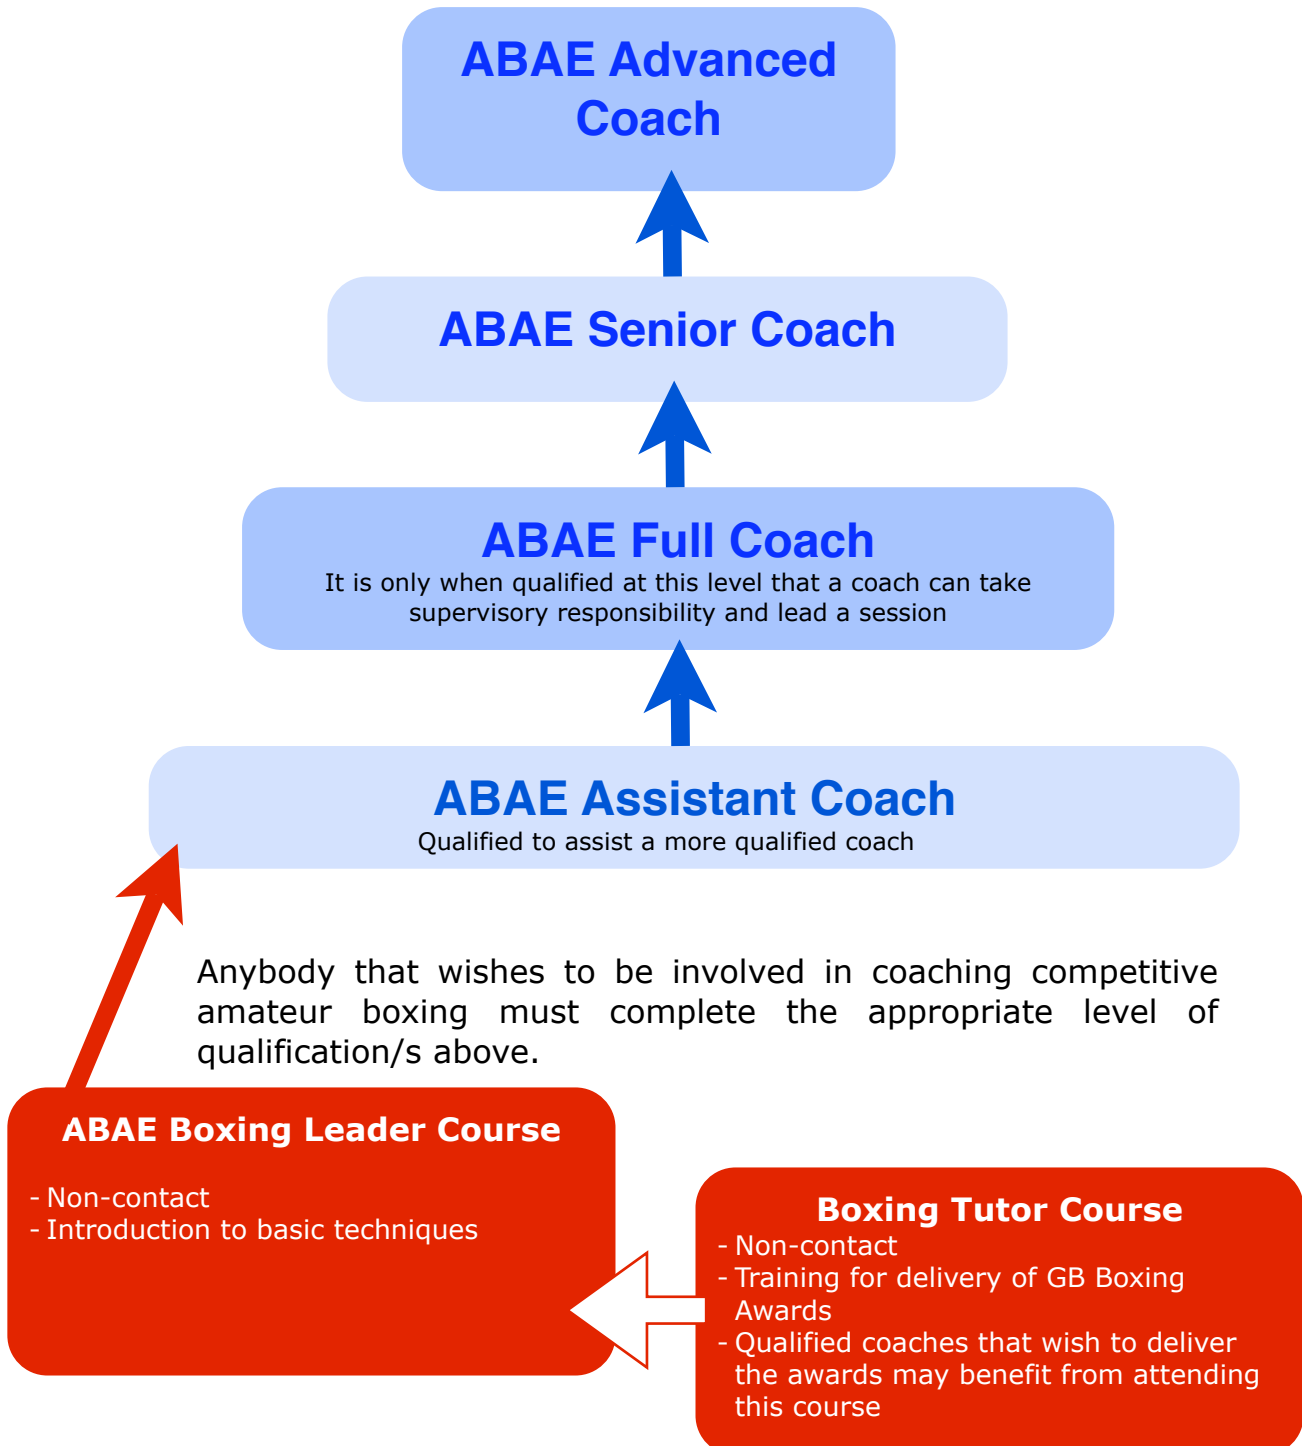 ABAE Advanced
Coach
ABAE Senior Coach
ABAE Full Coach
It is only when qualified at this level that a coach can take
supervisory responsibility and lead a session
ABAE Assistant Coach
Qualified to assist a more qualified coach
Anybody that wishes to be involved in coaching competitive
amateur boxing must complete the appropriate level of
qualification/s above.
ABAE Boxing Leader Course
- Non-contact
- Introduction to basic techniques
Boxing Tutor Course
- Non-contact
- Training for delivery of GB Boxing
Awards
- Qualified coaches that wish to deliver
the awards may benefit from attending
this course